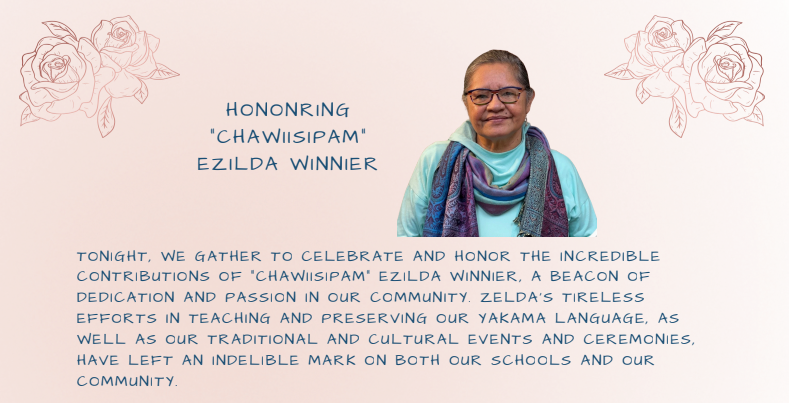 HONONRING
"CHAWIISIPAM"
EZILDA WINNIER
TONIGHT, WE GATHER TO CELEBRATE AND HONOR THE INCREDIBLE
CONTRIBUTIONS OF "CHAWIISIPAM" EZILDA WINNIER, A BEACON OF
DEDICATION AND PASSION IN OUR COMMUNITY. ZELDA'S TIRELESS
EFFORTS IN TEACHING AND PRESERVING OUR YAKAMA LANGUAGE, AS
WELL AS OUR TRADITIONAL AND CULTURAL EVENTS AND CEREMONIES,
HAVE LEFT AN INDELIBLE MARK ON BOTH OUR SCHOOLS AND OUR
COMMUNITY.